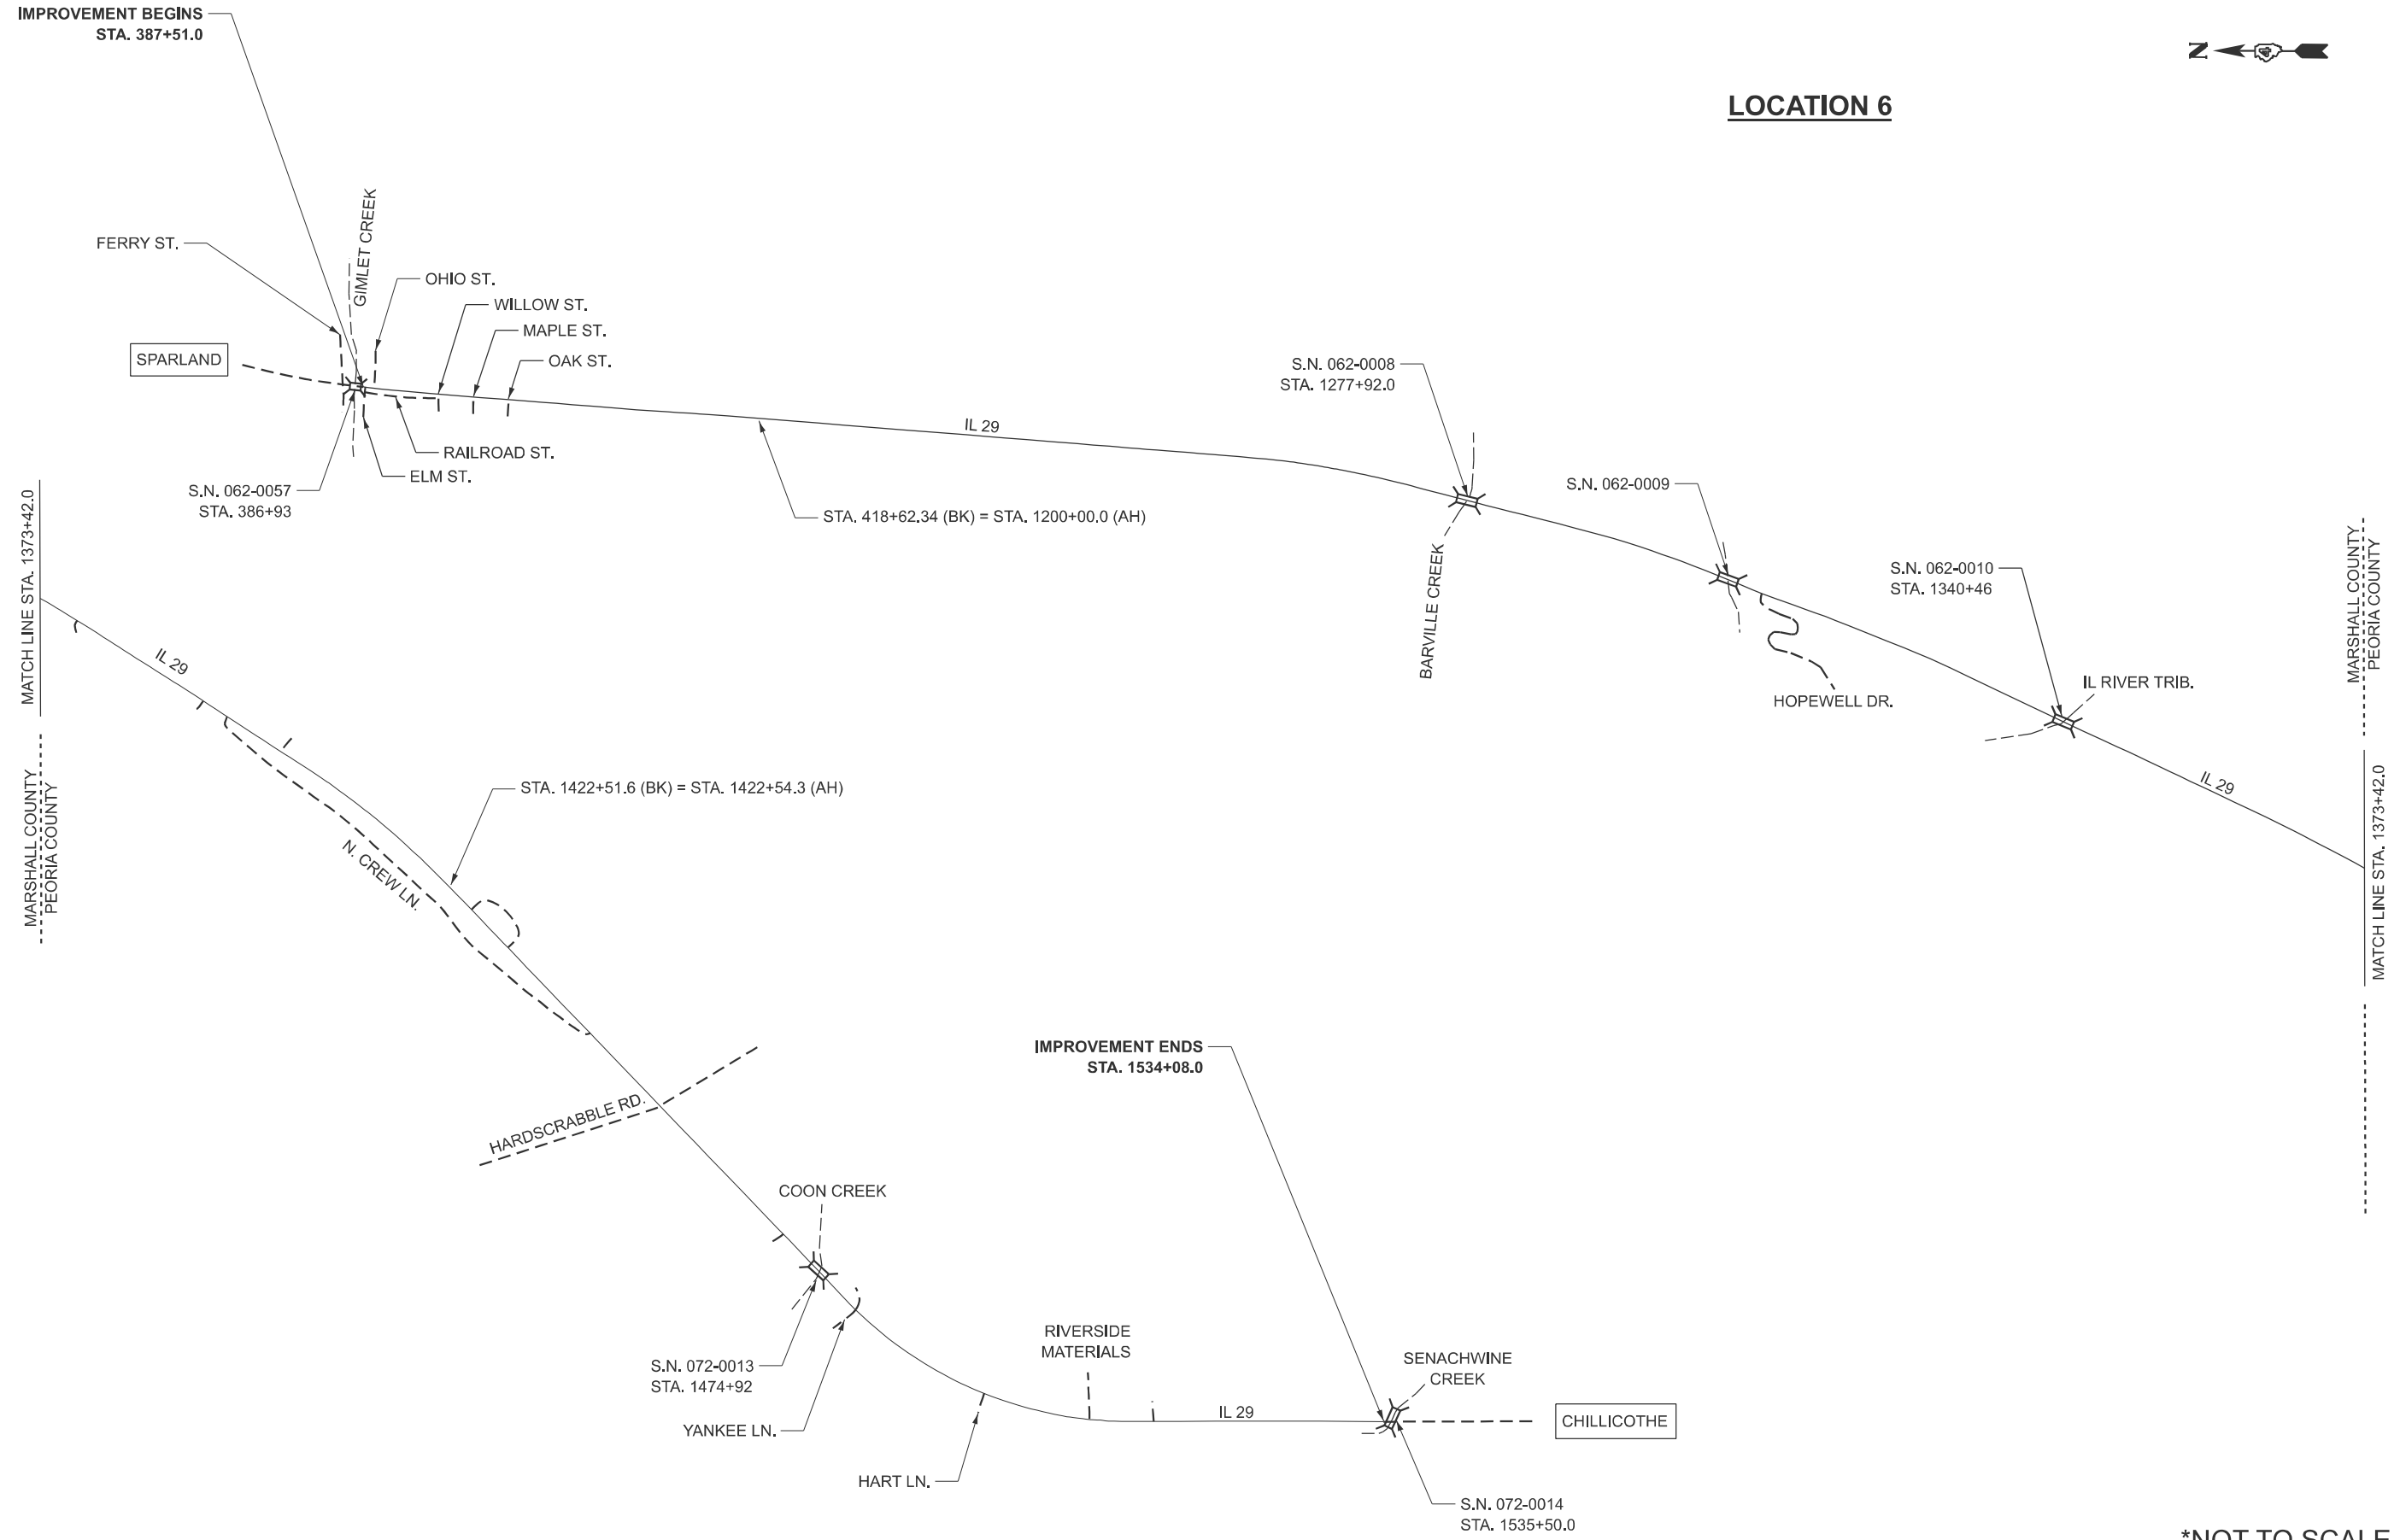 IMPROVEMENT BEGINS
STA. 387+51.0
N
LOCATION 6
FERRY ST.
GIMLET CREEK
OHIO ST.
WILLOW ST.
MAPLE ST.
OAK ST.
SPARLAND
RAILROAD ST.
ELM ST.
S.N. 062-0057
STA. 386+93
IL 29
STA. 418+62.34 (BK) = STA. 1200+00.0 (AH)
S.N. 062-0008
STA. 1277+92.0
BARVILLE CREEK
S.N. 062-0009
HOPEWELL DR.
S.N. 062-0010
STA. 1340+46
IL RIVER TRIB.
IL 29
MARSHALL COUNTY
PEORIA COUNTY
MATCH LINE STA. 1373+42.0
MATCH LINE STA. 1373+42.0
MARSHALL COUNTY
PEORIA COUNTY
IL 29
STA. 1422+51.6 (BK) = STA. 1422+54.3 (AH)
N. CREW LN.
HARDSCRABBLE RD.
COON CREEK
S.N. 072-0013
STA. 1474+92
YANKEE LN.
HART LN.
RIVERSIDE
MATERIALS
IMPROVEMENT ENDS
STA. 1534+08.0
IL 29
SENACHWINE
CREEK
CHILLICOTHE
S.N. 072-0014
STA. 1535+50.0
*NOT TO SCALE